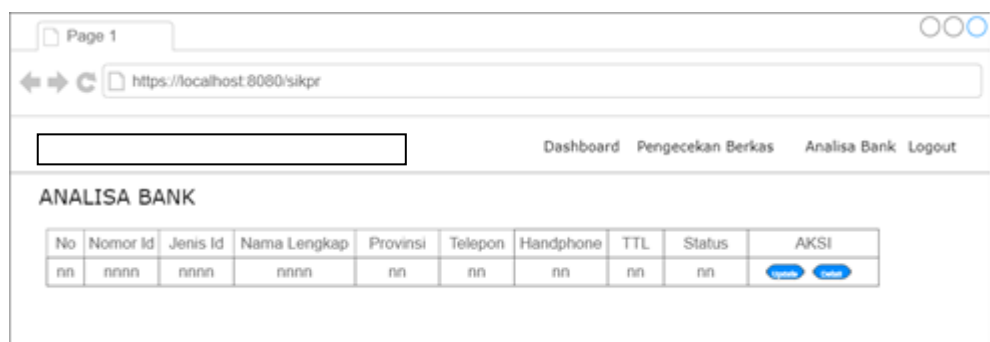 Page 1
https://localhost:8080/sikpr
Dashboard Pengecekan Berkas Analisa Bank Logout
ANALISA BANK
No Nomor Id Jenis Id Nama Lengkap Provinsi Telepon Handphone TTL Status AKSI
nn nnnn nnnn nnnn nn nn nn nn nn Update